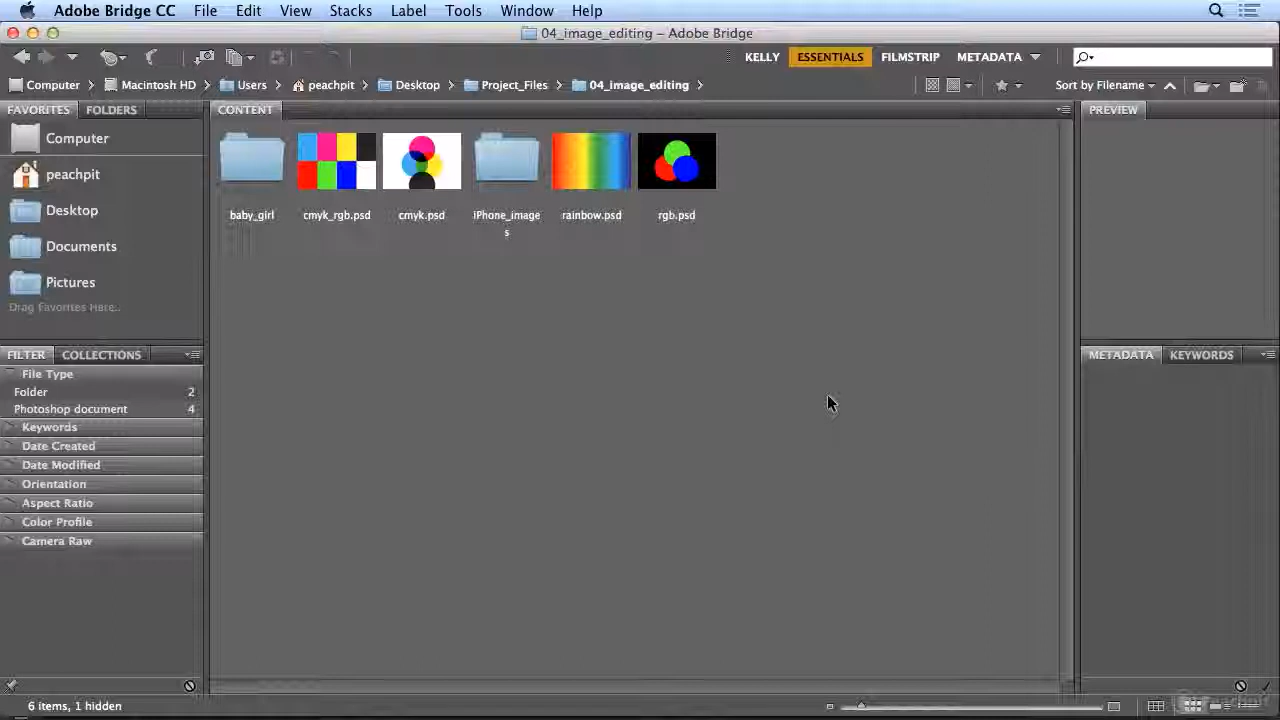 Adobe Bridge CC File Edit View Stacks Label Tools Window Help
04_image_editing – Adobe Bridge
KELLY ESSENTIALS FILMSTRIP METADATA
Computer Macintosh HD Users peachpit Desktop Project_Files 04_image_editing Sort by Filename
FAVORITES FOLDERS CONTENT PREVIEW
Computer
peachpit
Desktop
Documents
Pictures
Drag Favorites Here...
baby_girl cmyk_rgb.psd cmyk.psd iPhone_image rainbow.psd rgb.psd
s
FILTER COLLECTIONS METADATA KEYWORDS
File Type
Folder 2
Photoshop document 4
Keywords
Date Created
Date Modified
Orientation
Aspect Ratio
Color Profile
Camera Raw
6 items, 1 hidden